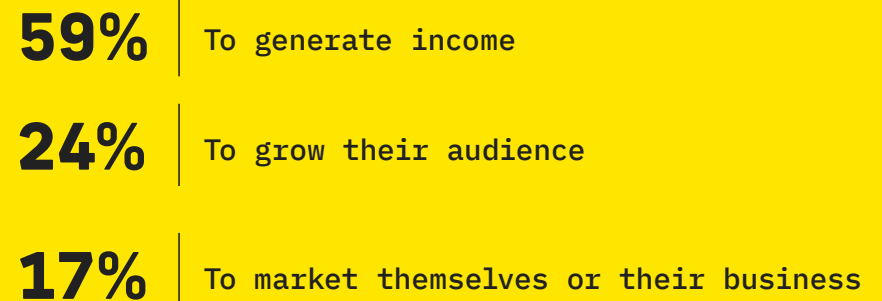 59% To generate income
24% To grow their audience
17% To market themselves or their business